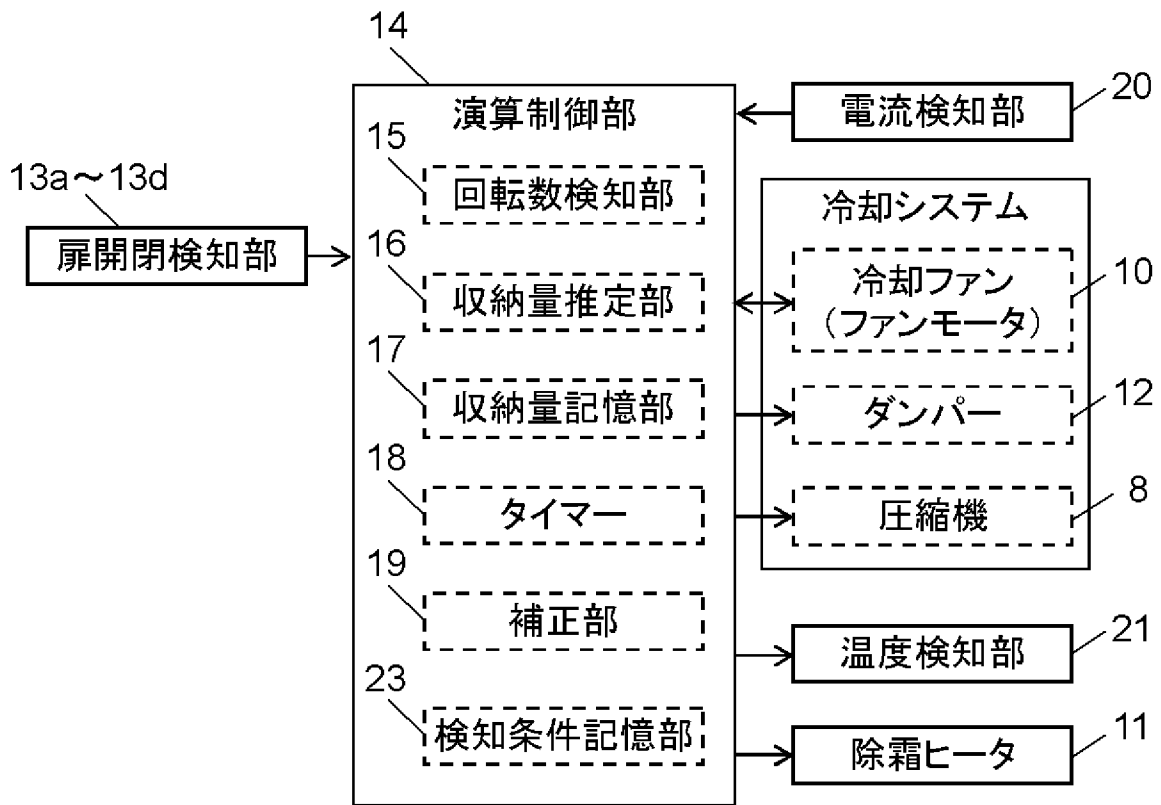 14
演算制御部
15
回転数検知部
16
収納量推定部
17
収納量記憶部
18
タイマー
19
補正部
23
検知条件記憶部
13a～13d
扉開閉検知部
電流検知部
20
冷却システム
冷却ファン
(ファンモータ)
10
ダンパー
12
圧縮機
8
温度検知部
21
除霜ヒータ
11